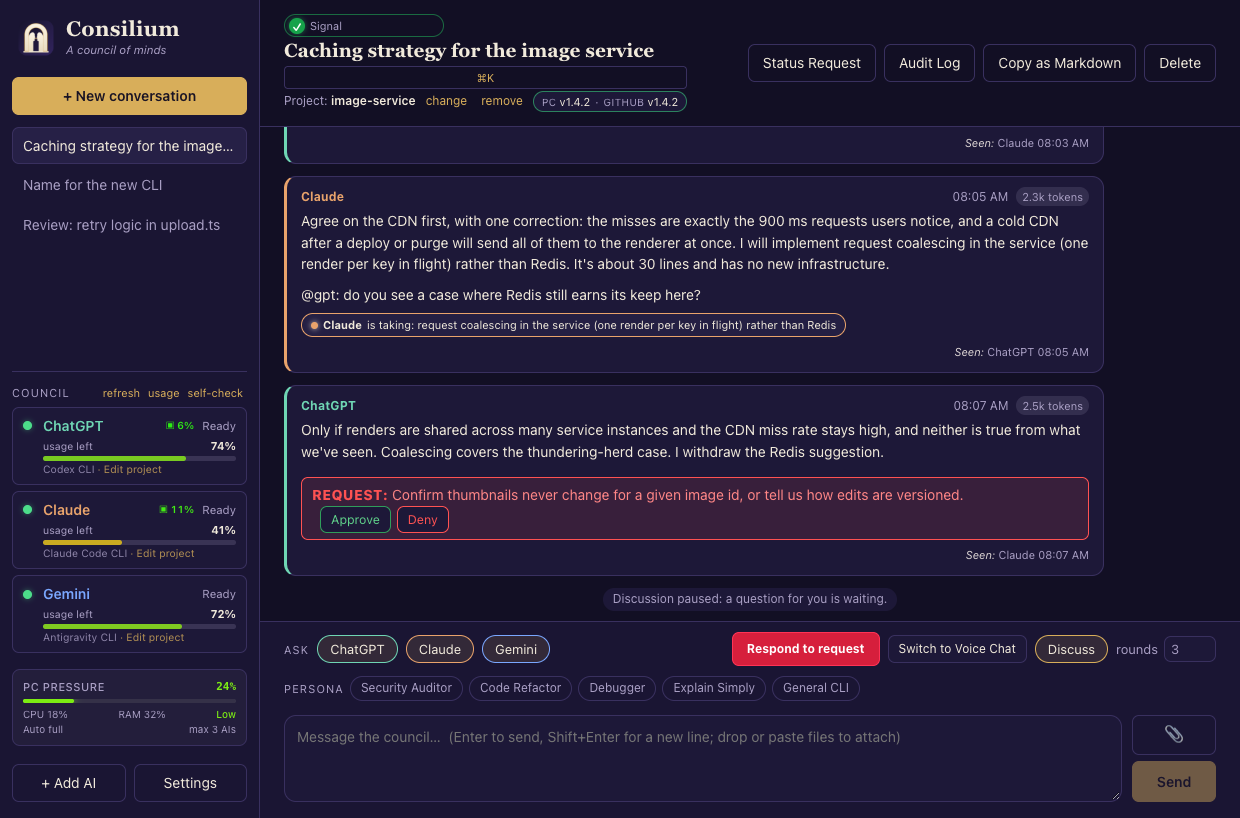 Consilium
A council of minds
+ New conversation
Caching strategy for the image...
Name for the new CLI
Review: retry logic in upload.ts
COUNCIL refresh usage self-check
ChatGPT 6% Ready
usage left 74%
Codex CLI · Edit project
Claude 11% Ready
usage left 41%
Claude Code CLI · Edit project
Gemini Ready
usage left 72%
Antigravity CLI · Edit project
PC PRESSURE 24%
CPU 18% RAM 32% Low
Auto full max 3 AIs
+ Add AI Settings
Signal
Caching strategy for the image service
⌘K
Project: image-service change remove PC v1.4.2 · GITHUB v1.4.2
Status Request Audit Log Copy as Markdown Delete
Seen: Claude 08:03 AM
Claude 08:05 AM 2.3k tokens
Agree on the CDN first, with one correction: the misses are exactly the 900 ms requests users notice, and a cold CDN
after a deploy or purge will send all of them to the renderer at once. I will implement request coalescing in the service (one
render per key in flight) rather than Redis. It's about 30 lines and has no new infrastructure.
@gpt: do you see a case where Redis still earns its keep here?
Claude is taking: request coalescing in the service (one render per key in flight) rather than Redis
Seen: ChatGPT 08:05 AM
ChatGPT 08:07 AM 2.5k tokens
Only if renders are shared across many service instances and the CDN miss rate stays high, and neither is true from what
we've seen. Coalescing covers the thundering-herd case. I withdraw the Redis suggestion.
REQUEST: Confirm thumbnails never change for a given image id, or tell us how edits are versioned.
Approve Deny
Seen: Claude 08:07 AM
Discussion paused: a question for you is waiting.
ASK ChatGPT Claude Gemini Respond to request Switch to Voice Chat Discuss rounds 3
PERSONA Security Auditor Code Refactor Debugger Explain Simply General CLI
Message the council... (Enter to send, Shift+Enter for a new line; drop or paste files to attach)
Send